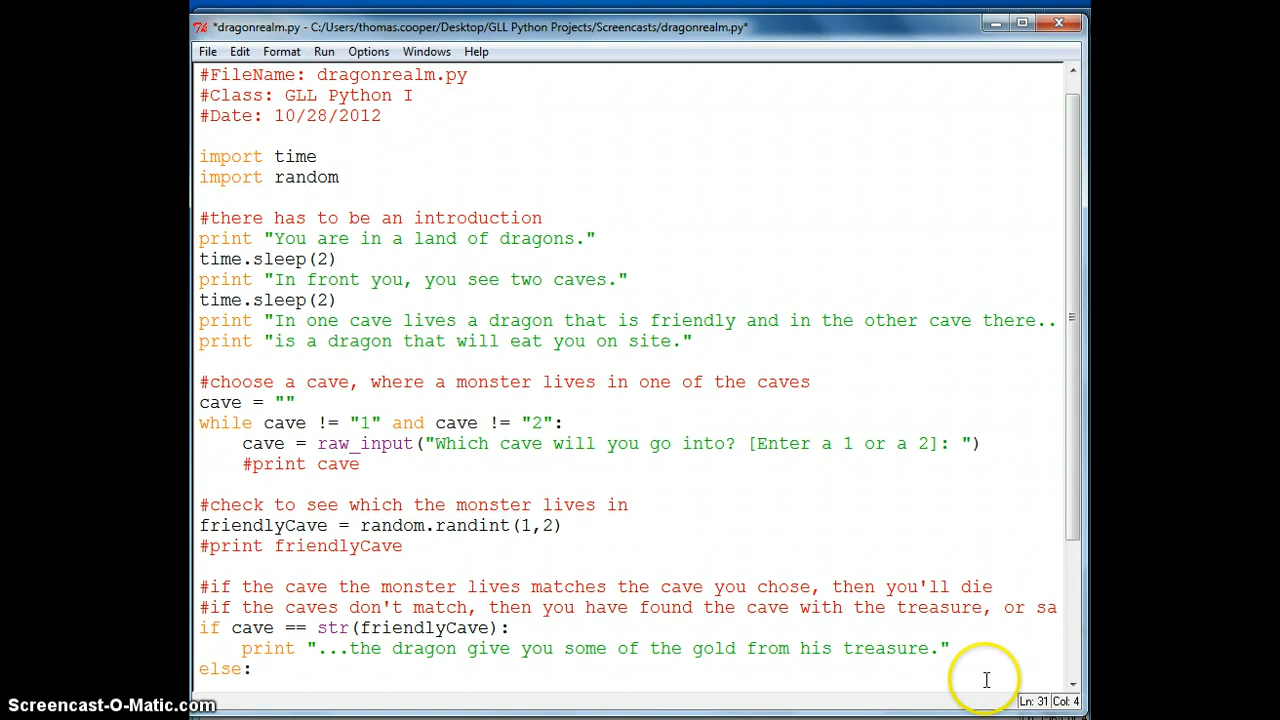 *dragonrealm.py - C:/Users/thomas.cooper/Desktop/GLL Python Projects/Screencasts/dragonrealm.py*
File Edit Format Run Options Windows Help
#FileName: dragonrealm.py
#Class: GLL Python I
#Date: 10/28/2012
import time
import random
#there has to be an introduction
print "You are in a land of dragons."
time.sleep(2)
print "In front you, you see two caves."
time.sleep(2)
print "In one cave lives a dragon that is friendly and in the other cave there..
print "is a dragon that will eat you on site."
#choose a cave, where a monster lives in one of the caves
cave = ""
while cave != "1" and cave != "2":
cave = raw_input("Which cave will you go into? [Enter a 1 or a 2]: ")
#print cave
#check to see which the monster lives in
friendlyCave = random.randint(1,2)
#print friendlyCave
#if the cave the monster lives matches the cave you chose, then you'll die
#if the caves don't match, then you have found the cave with the treasure, or sa
if cave == str(friendlyCave):
print "...the dragon give you some of the gold from his treasure."
else:
Ln: 31 Col: 4
Screencast-O-Matic.com